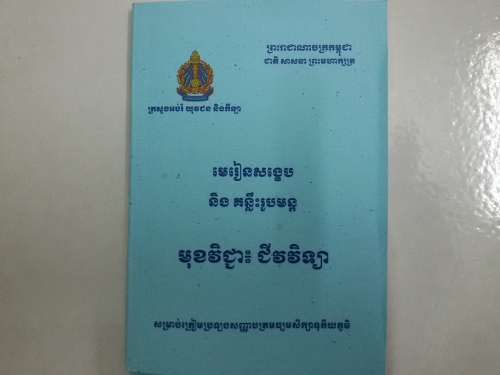 ព្រះរាជាណាចក្រកម្ពុជា
ជាតិ សាសនា ព្រះមហាក្សត្រ
ក្រសួងអប់រំ យុវជន និងកីឡា
មេរៀនសង្ខេប
និង គន្លឹះរូបមន្ត
មុខវិជ្ជា៖ ជីវវិទ្យា
សម្រាប់ត្រៀមប្រឡងសញ្ញាបត្រមធ្យមសិក្សាទុតិយភូមិ